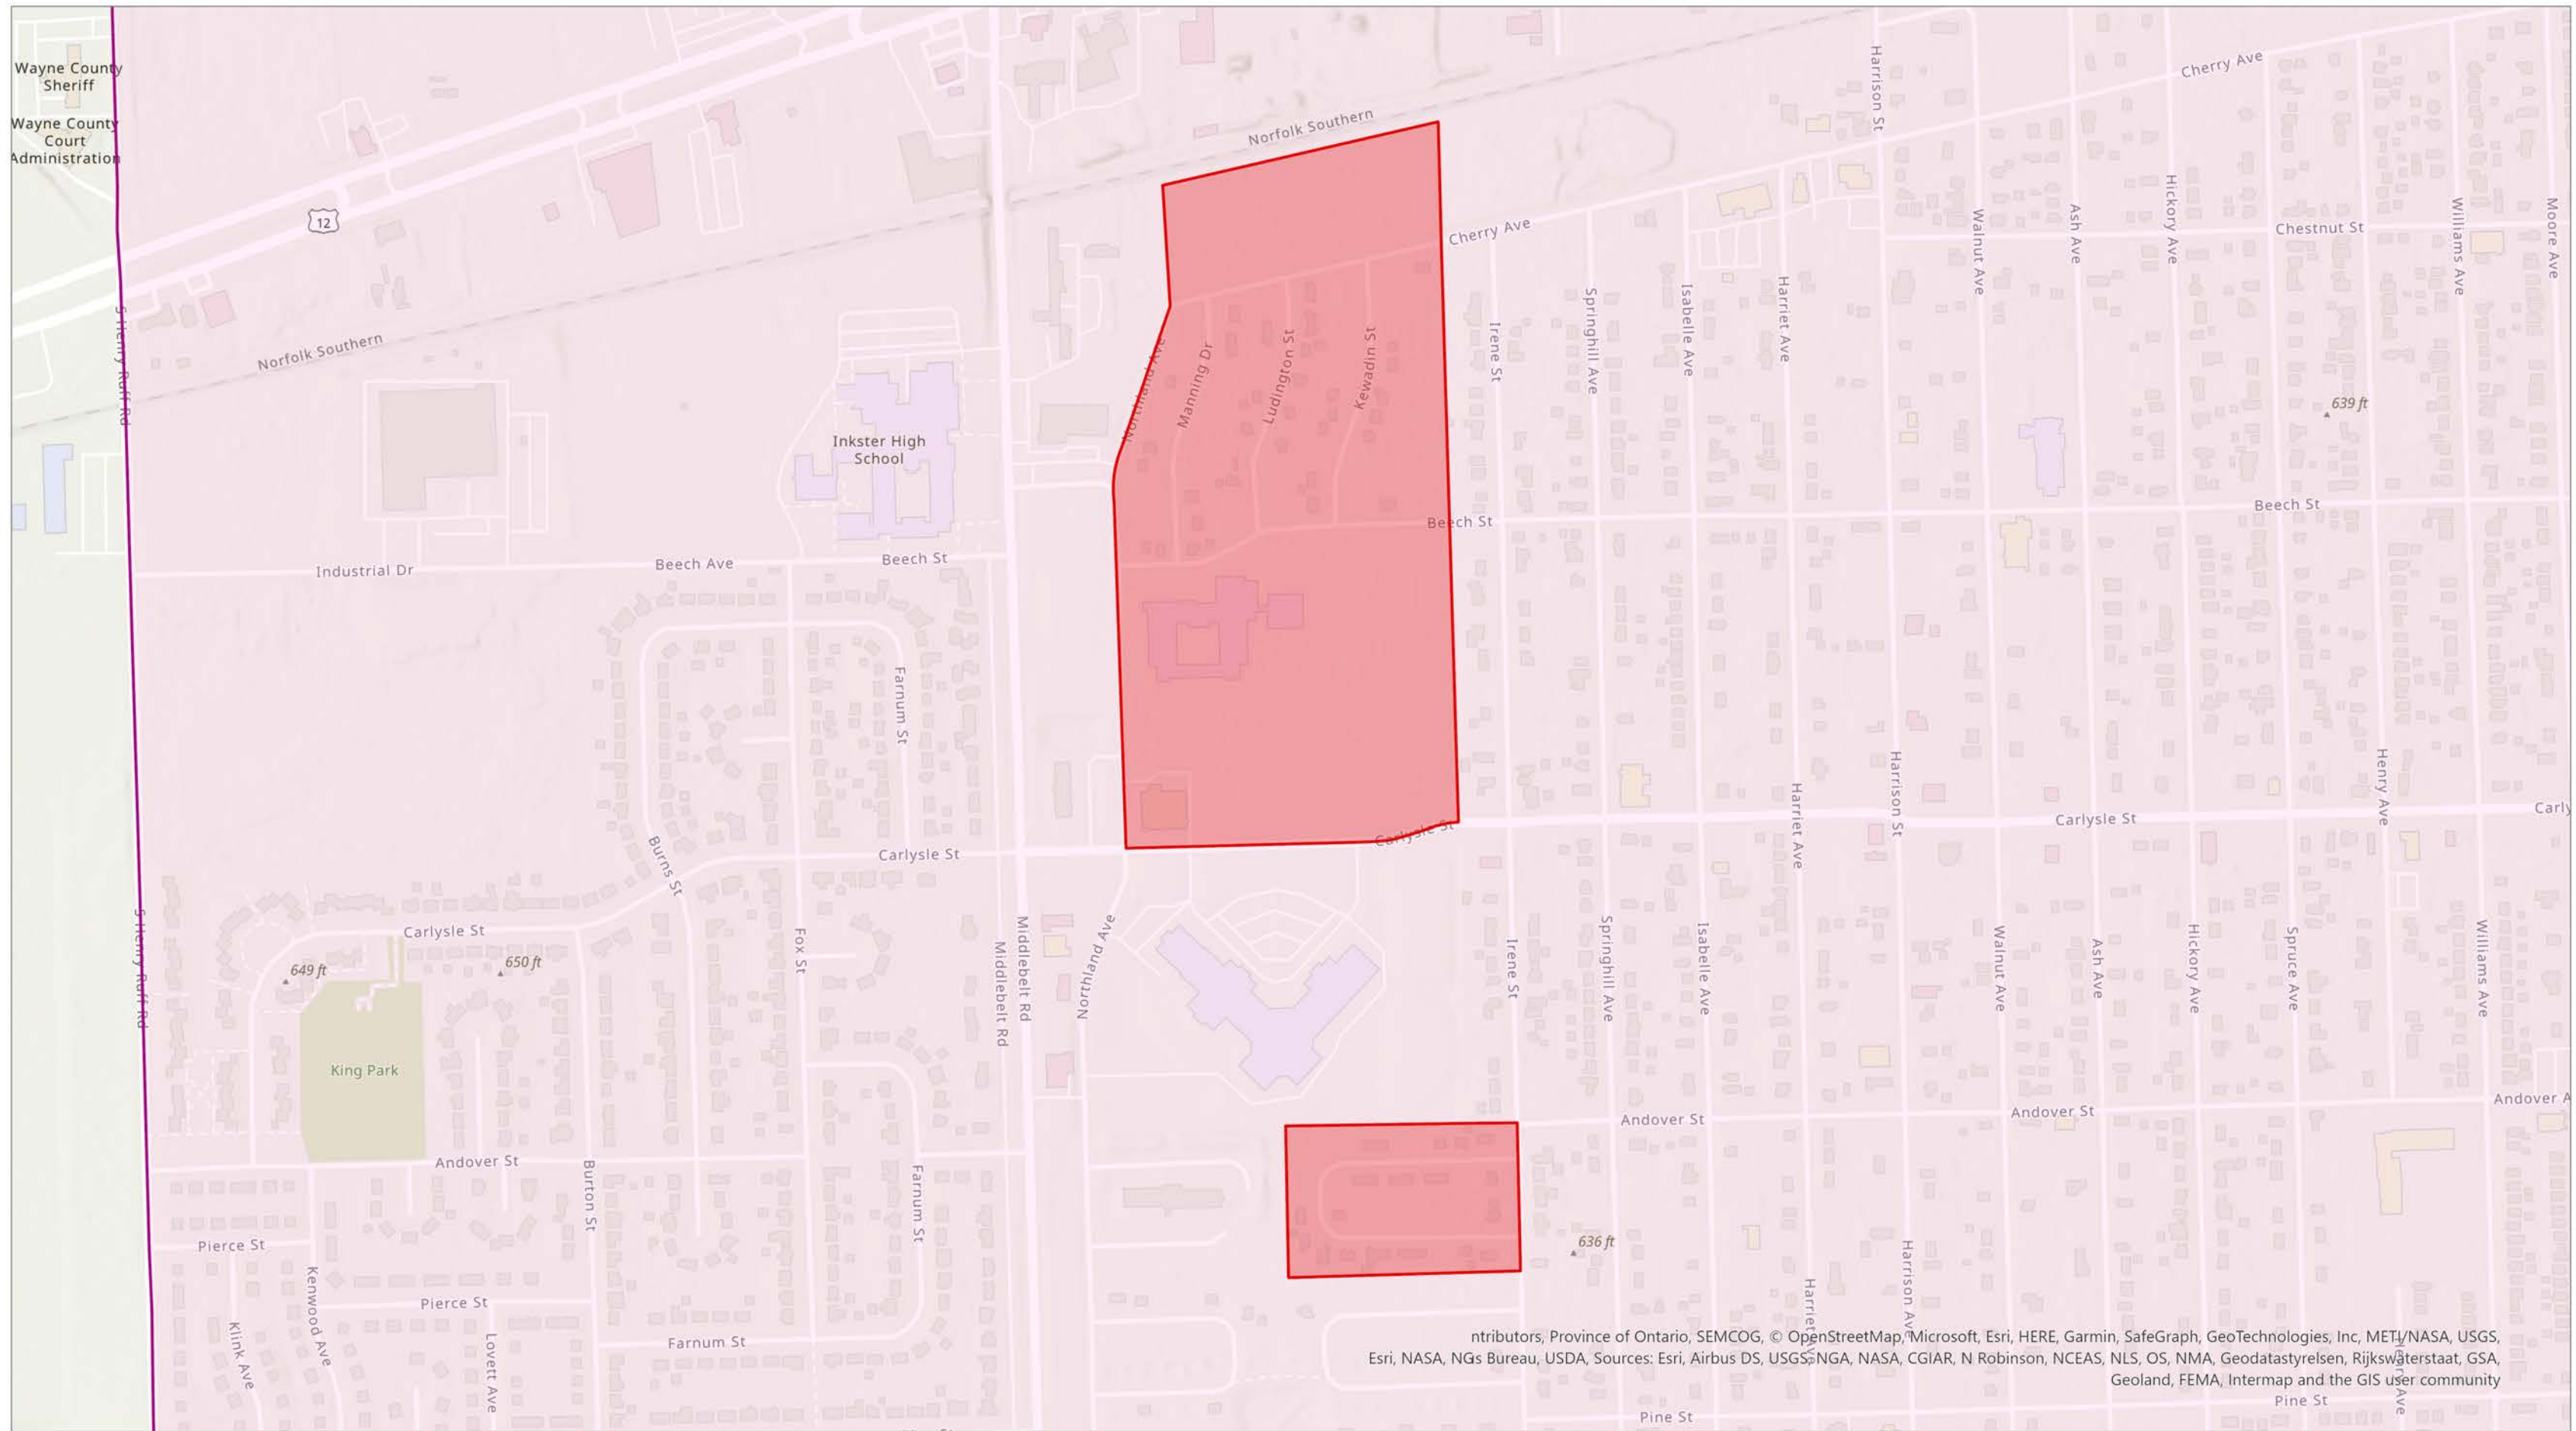 Wayne County
Sheriff
Wayne County
Court
Administration
12
Norfolk Southern
Cherry Ave
Harrison St
Norfolk Southern
Cherry Ave
Chestnut St
Walnut Ave
Ash Ave
Hickory Ave
Williams Ave
Moore Ave
S Henry Ruff Rd
Northland Ave
Manning Dr
Ludington St
Kewadin St
Irene St
Springhill Ave
Isabelle Ave
Harriet Ave
639 ft
Inkster High
School
Beech St
Beech St
Industrial Dr
Beech Ave
Beech St
Farnum St
Harriet Ave
Harrison St
Henry Ave
Carlysle St
Carly
Carlysle St
Burns St
Carlysle St
Carlysle St
S Henry Ruff Rd
649 ft
650 ft
Fox St
Middlebelt Rd
Middlebelt Rd
Northland Ave
Irene St
Springhill Ave
Isabelle Ave
Walnut Ave
Ash Ave
Hickory Ave
Spruce Ave
Williams Ave
King Park
Andover St
Andover St
Andover A
Andover St
Burton St
Farnum St
636 ft
Pierce St
Kenwood Ave
Pierce St
Klink Ave
Lovett Ave
Farnum St
Harriet Ave
Harrison Ave
Henry Ave
ntributors, Province of Ontario, SEMCOG, © OpenStreetMap, Microsoft, Esri, HERE, Garmin, SafeGraph, GeoTechnologies, Inc, METI/NASA, USGS,
Esri, NASA, NGs Bureau, USDA, Sources: Esri, Airbus DS, USGS, NGA, NASA, CGIAR, N Robinson, NCEAS, NLS, OS, NMA, Geodatastyrelsen, Rijkswaterstaat, GSA,
Geoland, FEMA, Intermap and the GIS user community
Pine St
Pine St